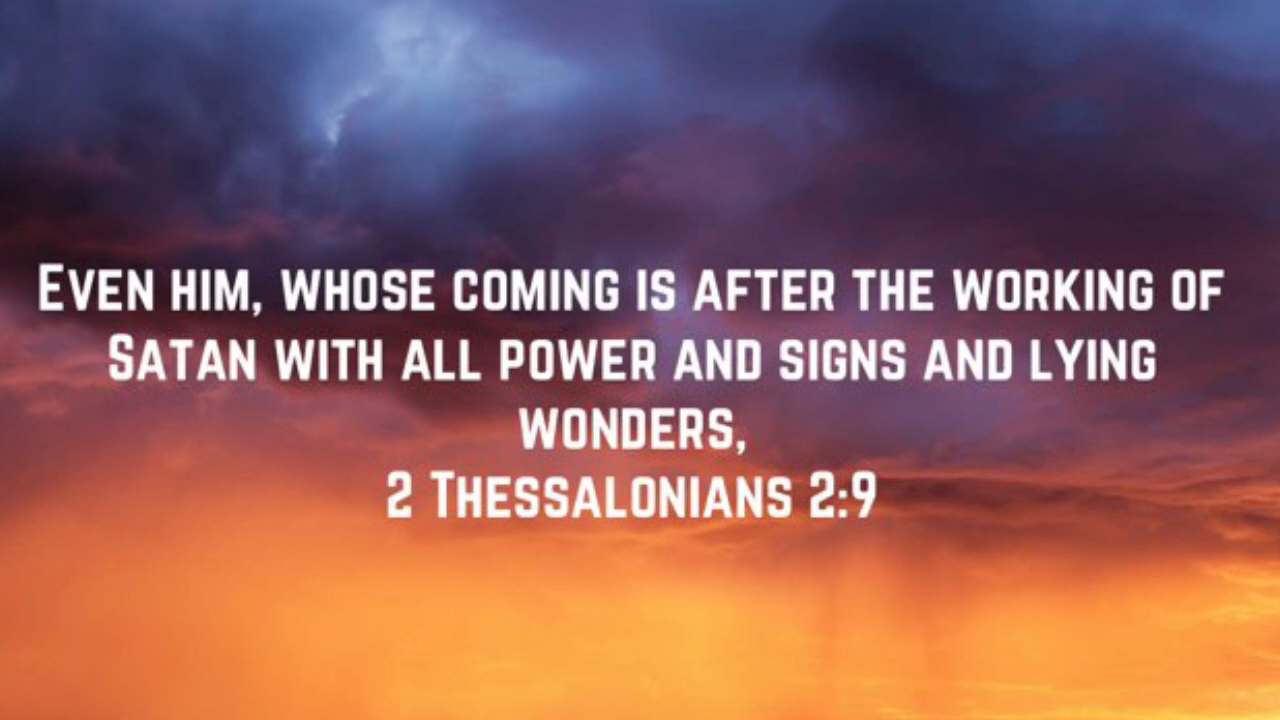 Even him, whose coming is after the working of
Satan with all power and signs and lying
wonders,
2 Thessalonians 2:9